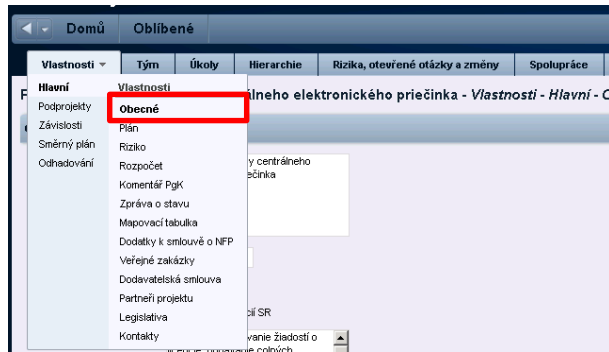 Domů Oblíbené
Vlastnosti Tým Úkoly Hierarchie Rizika, otevřené otázky a změny Spolupráce
álneho elektronického priečinka - Vlastnosti - Hlavní - O
Hlavní
Podprojekty
Závislosti
Směrný plán
Odhadování
Vlastnosti
Obecné
Plán
Riziko
Rozpočet
Komentář PgK
Zpráva o stavu
Mapovací tabulka
Dodatky k smlouvě o NFP
Veřejné zakázky
Dodavatelská smlouva
Partneři projektu
Legislativa
Kontakty
y centrálneho
ečinka
cií SR
vanie žiadostí o